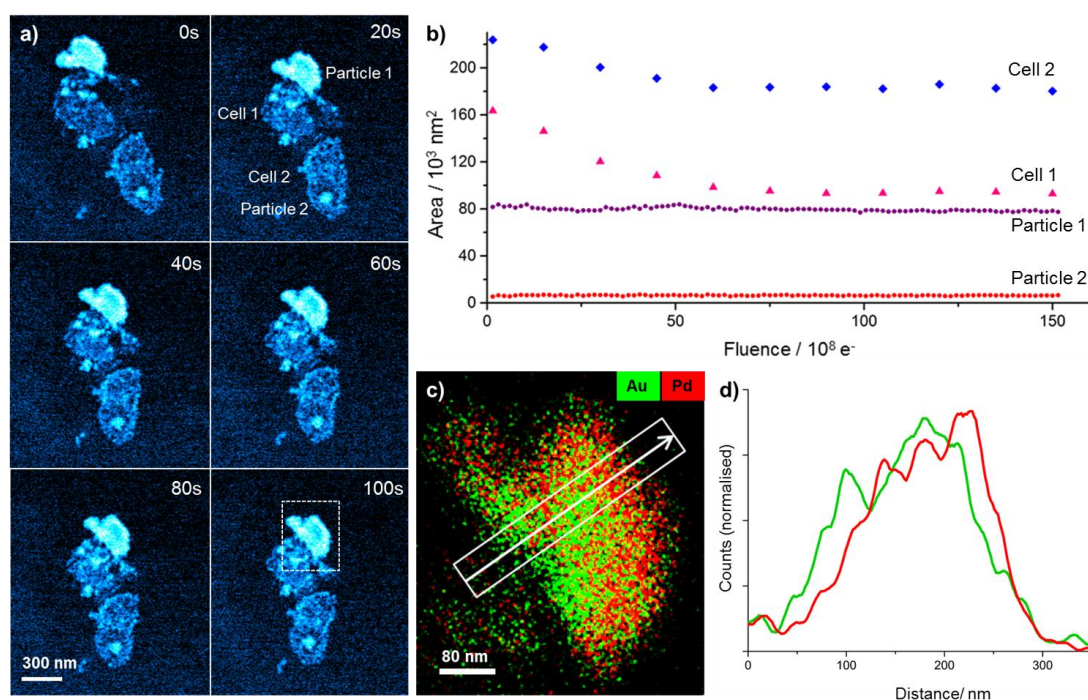 a)
0s
20s
Particle 1
Cell 1
Cell 2
Particle 2
40s
60s
80s
100s
300 nm
b)
Area / 10³ nm²
200
160
120
80
40
0
Cell 2
Cell 1
Particle 1
Particle 2
0
50
100
150
Fluence / 10⁸ e⁻
c)
Au
Pd
80 nm
d)
Counts (normalised)
0
100
200
300
Distance/ nm